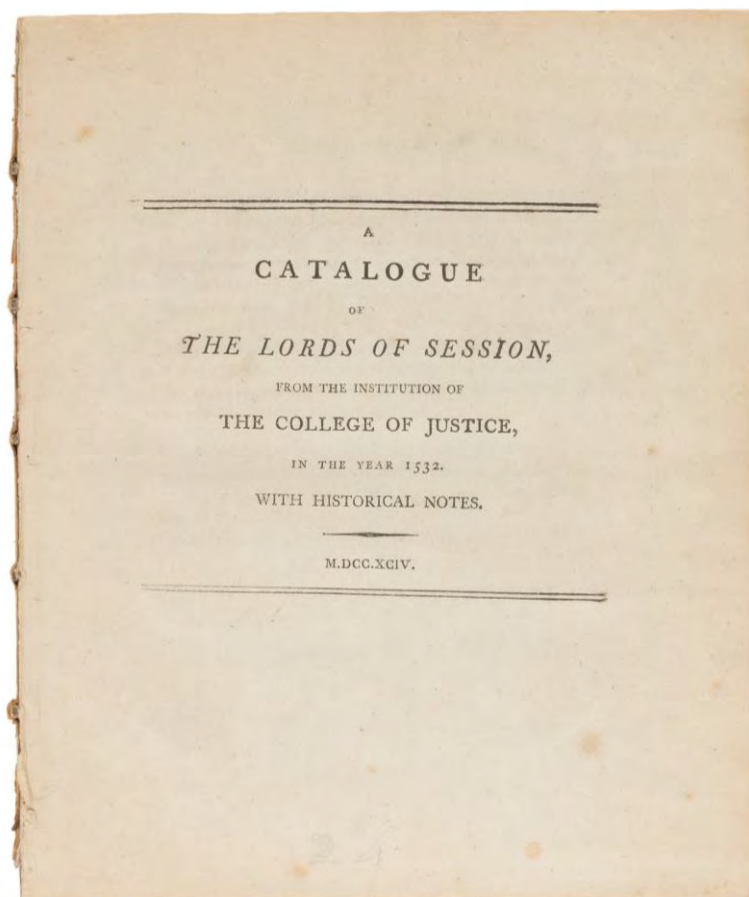 A
CATALOGUE
OF
THE LORDS OF SESSION,
FROM THE INSTITUTION OF
THE COLLEGE OF JUSTICE,
IN THE YEAR 1532.
WITH HISTORICAL NOTES.
M.DCC.XCIV.